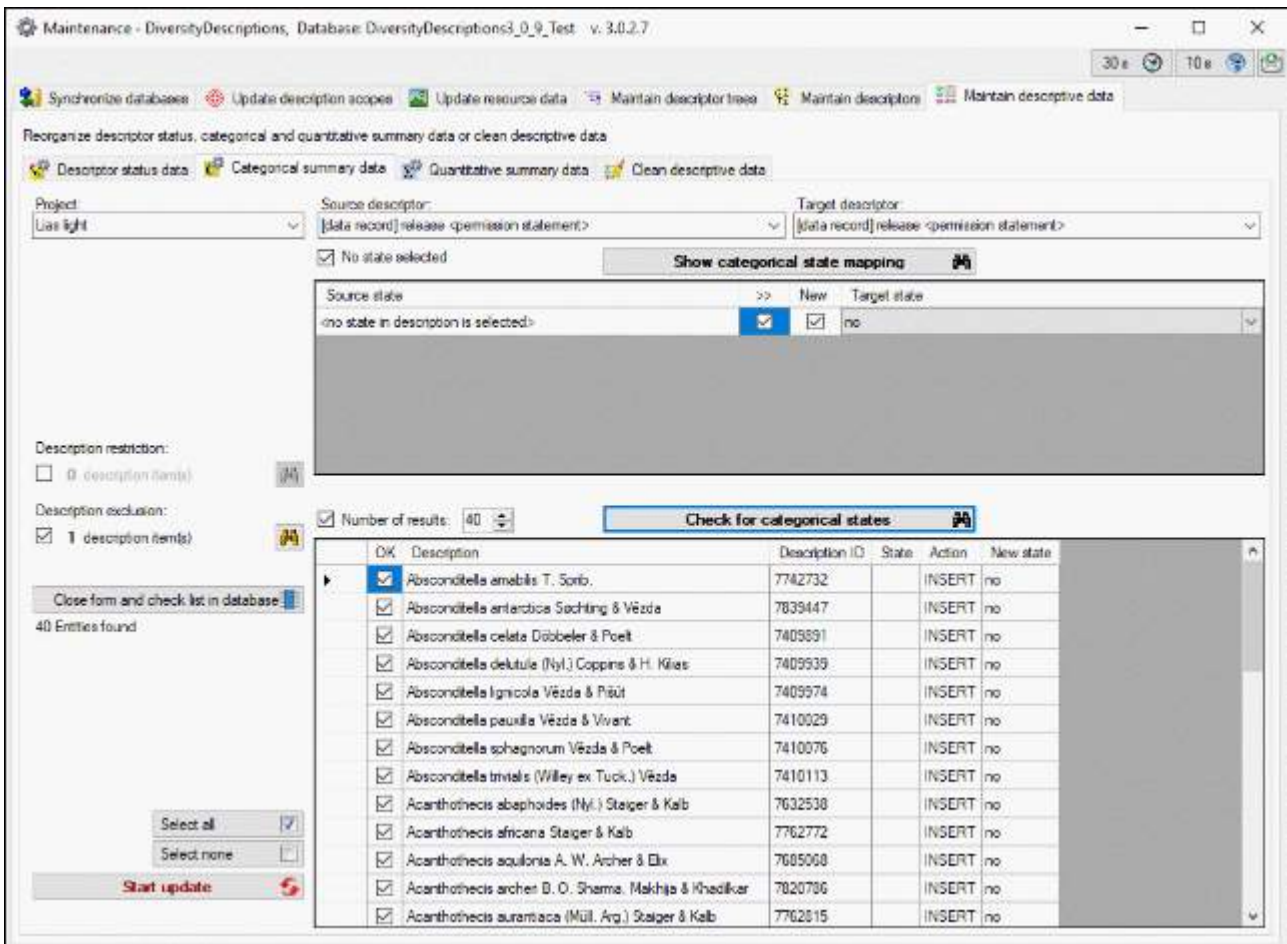 Maintenance - DiversityDescriptions, Database: DiversityDescriptions3_0_9_Test v. 3.0.2.7
30 s 10 s
Synchronize databases Update description scopes Update resource data Maintain descriptor trees Maintain descriptors Maintain descriptive data
Reorganize descriptor status, categorical and quantitative summary data or clean descriptive data
Descriptor status data Categorical summary data Quantitative summary data Clean descriptive data
Project: Source descriptor: Target descriptor:
Lias light [data record] release <permission statement> [data record] release <permission statement>
No state selected Show categorical state mapping
Source state >> New Target state
<no state in description is selected> no
Description restriction:
0 description item(s)
Description exclusion:
1 description item(s)
Number of results: 40 Check for categorical states
OK Description Description ID State Action New state
Absconditella amabilis T. Sprib. 7742732 INSERT no
Close form and check list in database
Absconditella antarctica Søchting & Vězda 7839447 INSERT no
40 Entities found
Absconditella celata Döbbeler & Poelt 7409891 INSERT no
Absconditella delutula (Nyl.) Coppins & H. Kilias 7409939 INSERT no
Absconditella lignicola Vězda & Pišút 7409974 INSERT no
Absconditella pauxilla Vězda & Vivant 7410029 INSERT no
Absconditella sphagnorum Vězda & Poelt 7410076 INSERT no
Absconditella trivialis (Willey ex Tuck.) Vězda 7410113 INSERT no
Acanthothecis abaphoides (Nyl.) Staiger & Kalb 7632538 INSERT no
Select all
Acanthothecis africana Staiger & Kalb 7762772 INSERT no
Select none
Acanthothecis aquilonia A. W. Archer & Elix 7685068 INSERT no
Start update
Acanthothecis archeri B. O. Sharma, Makhija & Khadilkar 7820786 INSERT no
Acanthothecis aurantiaca (Müll. Arg.) Staiger & Kalb 7762815 INSERT no